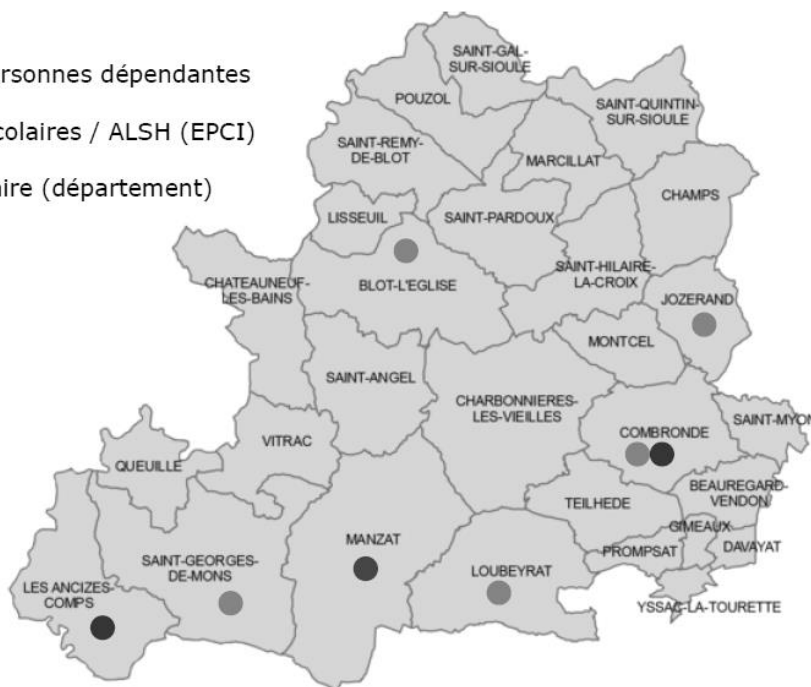 rsonnes dépendantes
colaires / ALSH (EPCI)
ire (département)
SAINT-GAL-
SUR-SIOULE
POUZOL
SAINT-QUINTIN-
SUR-SIOULE
SAINT-REMY-
DE-BLOT
MARCILLAT
CHAMPS
LISSEUIL
SAINT-PARDOUX
CHATEAUNEUF-
LES-BAINS
BLOT-L'EGLISE
SAINT-HILAIRE-
LA-CROIX
JOZERAND
MONTCEL
SAINT-ANGEL
CHARBONNIERES-
LES-VIEILLES
SAINT-MYON
COMBRONDE
VITRAC
QUEUILLE
BEAUREGARD-
VENDON
TEILHEDE
GIMEAUX
MANZAT
PROMPSAT
DAVAYAT
SAINT-GEORGES-
DE-MONS
LOUBEYRAT
LES ANCIZES-
COMPS
YSSAC-LA-TOURETTE